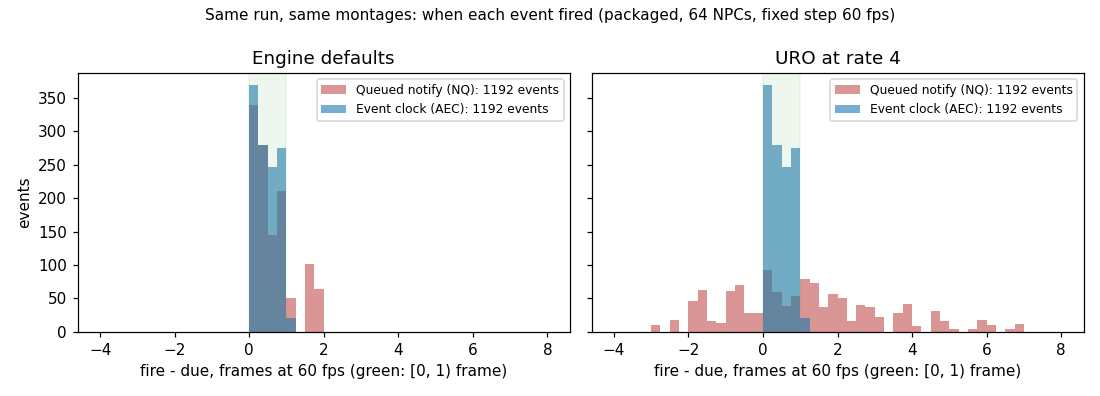 Same run, same montages: when each event fired (packaged, 64 NPCs, fixed step 60 fps)
Engine defaults
Queued notify (NQ): 1192 events
Event clock (AEC): 1192 events
events
350
300
250
200
150
100
50
0
−4 −2 0 2 4 6 8
fire - due, frames at 60 fps (green: [0, 1) frame)
URO at rate 4
Queued notify (NQ): 1192 events
Event clock (AEC): 1192 events
−4 −2 0 2 4 6 8
fire - due, frames at 60 fps (green: [0, 1) frame)